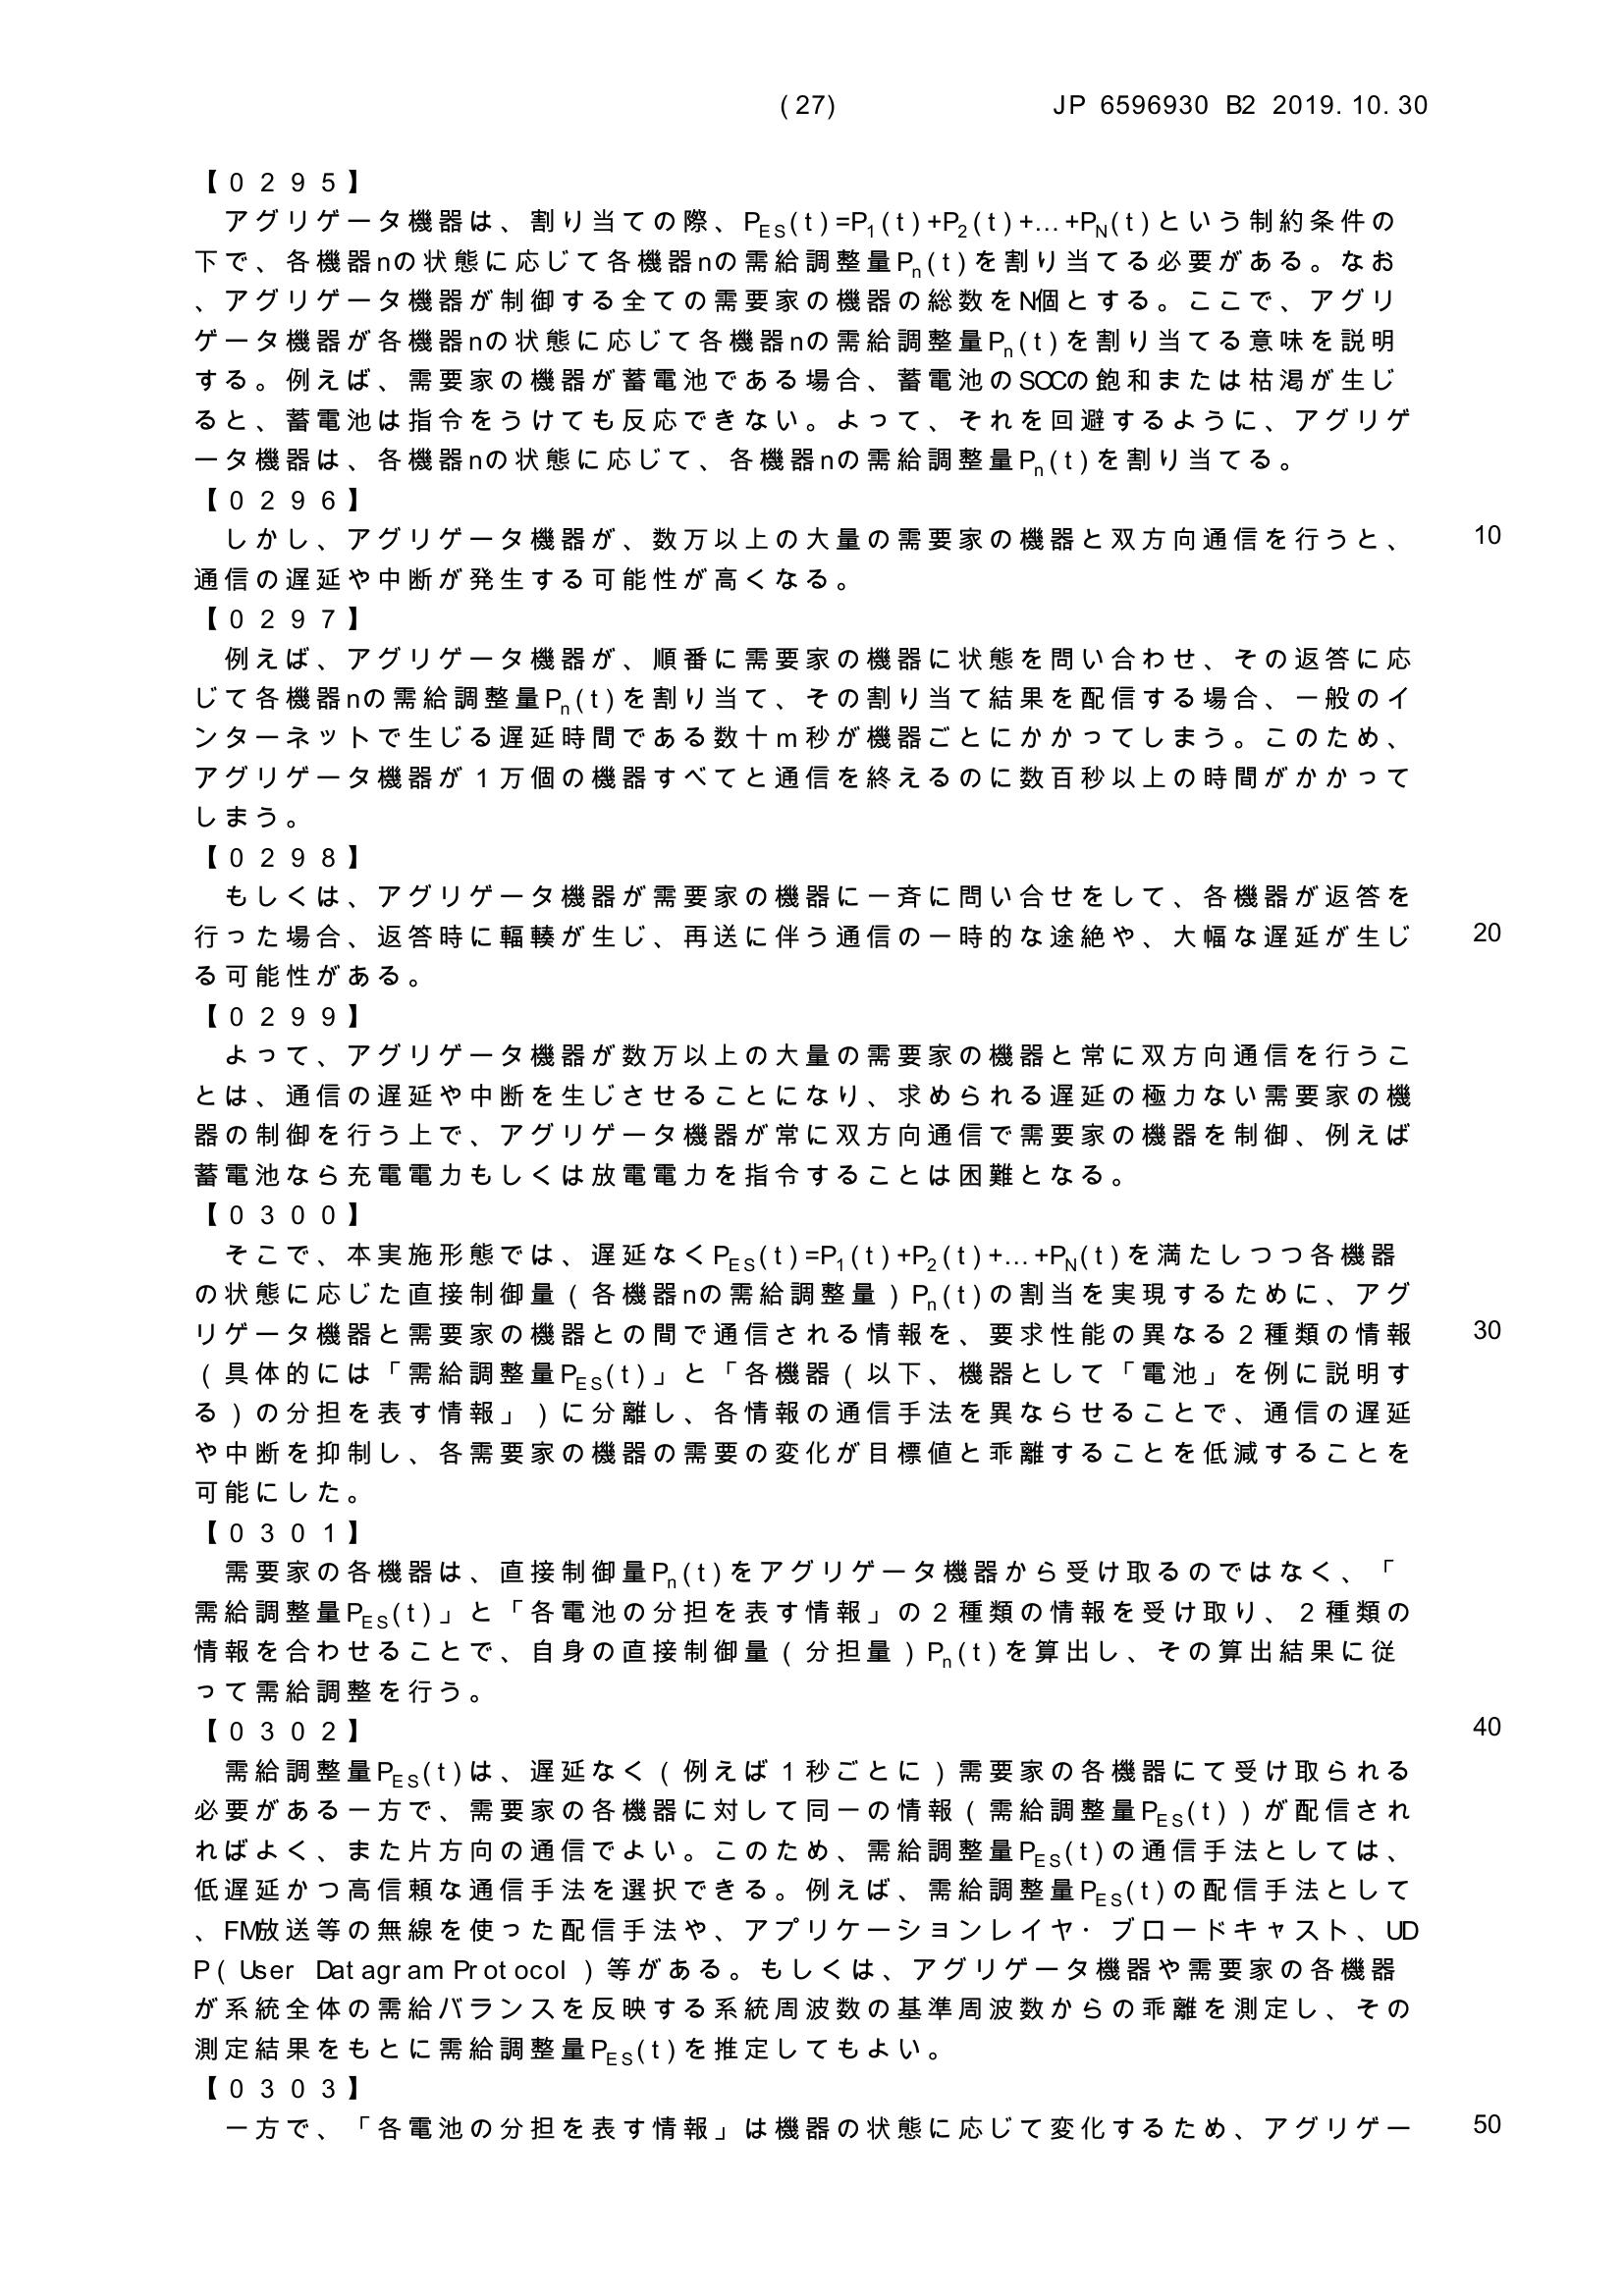 (27) JP 6596930 B2 2019.10.30
【０２９５】
　アグリゲータ機器は、割り当ての際、PES(t)=P1(t)+P2(t)+…+PN(t)という制約条件の
下で、各機器nの状態に応じて各機器nの需給調整量Pn(t)を割り当てる必要がある。なお
、アグリゲータ機器が制御する全ての需要家の機器の総数をN個とする。ここで、アグリ
ゲータ機器が各機器nの状態に応じて各機器nの需給調整量Pn(t)を割り当てる意味を説明
する。例えば、需要家の機器が蓄電池である場合、蓄電池のSOCの飽和または枯渇が生じ
ると、蓄電池は指令をうけても反応できない。よって、それを回避するように、アグリゲ
ータ機器は、各機器nの状態に応じて、各機器nの需給調整量Pn(t)を割り当てる。
【０２９６】
　しかし、アグリゲータ機器が、数万以上の大量の需要家の機器と双方向通信を行うと、 10
通信の遅延や中断が発生する可能性が高くなる。
【０２９７】
　例えば、アグリゲータ機器が、順番に需要家の機器に状態を問い合わせ、その返答に応
じて各機器nの需給調整量Pn(t)を割り当て、その割り当て結果を配信する場合、一般のイ
ンターネットで生じる遅延時間である数十ｍ秒が機器ごとにかかってしまう。このため、
アグリゲータ機器が１万個の機器すべてと通信を終えるのに数百秒以上の時間がかかって
しまう。
【０２９８】
　もしくは、アグリゲータ機器が需要家の機器に一斉に問い合せをして、各機器が返答を
行った場合、返答時に輻輳が生じ、再送に伴う通信の一時的な途絶や、大幅な遅延が生じ 20
る可能性がある。
【０２９９】
　よって、アグリゲータ機器が数万以上の大量の需要家の機器と常に双方向通信を行うこ
とは、通信の遅延や中断を生じさせることになり、求められる遅延の極力ない需要家の機
器の制御を行う上で、アグリゲータ機器が常に双方向通信で需要家の機器を制御、例えば
蓄電池なら充電電力もしくは放電電力を指令することは困難となる。
【０３００】
　そこで、本実施形態では、遅延なくPES(t)=P1(t)+P2(t)+…+PN(t)を満たしつつ各機器
の状態に応じた直接制御量（各機器nの需給調整量）Pn(t)の割当を実現するために、アグ
リゲータ機器と需要家の機器との間で通信される情報を、要求性能の異なる２種類の情報 30
（具体的には「需給調整量PES(t)」と「各機器（以下、機器として「電池」を例に説明す
る）の分担を表す情報」）に分離し、各情報の通信手法を異ならせることで、通信の遅延
や中断を抑制し、各需要家の機器の需要の変化が目標値と乖離することを低減することを
可能にした。
【０３０１】
　需要家の各機器は、直接制御量Pn(t)をアグリゲータ機器から受け取るのではなく、「
需給調整量PES(t)」と「各電池の分担を表す情報」の２種類の情報を受け取り、２種類の
情報を合わせることで、自身の直接制御量（分担量）Pn(t)を算出し、その算出結果に従
って需給調整を行う。
【０３０２】 40
　需給調整量PES(t)は、遅延なく（例えば１秒ごとに）需要家の各機器にて受け取られる
必要がある一方で、需要家の各機器に対して同一の情報（需給調整量PES(t)）が配信され
ればよく、また片方向の通信でよい。このため、需給調整量PES(t)の通信手法としては、
低遅延かつ高信頼な通信手法を選択できる。例えば、需給調整量PES(t)の配信手法として
、FM放送等の無線を使った配信手法や、アプリケーションレイヤ・ブロードキャスト、UD
P(User Datagram Protocol)等がある。もしくは、アグリゲータ機器や需要家の各機器
が系統全体の需給バランスを反映する系統周波数の基準周波数からの乖離を測定し、その
測定結果をもとに需給調整量PES(t)を推定してもよい。
【０３０３】
　一方で、「各電池の分担を表す情報」は機器の状態に応じて変化するため、アグリゲー 50